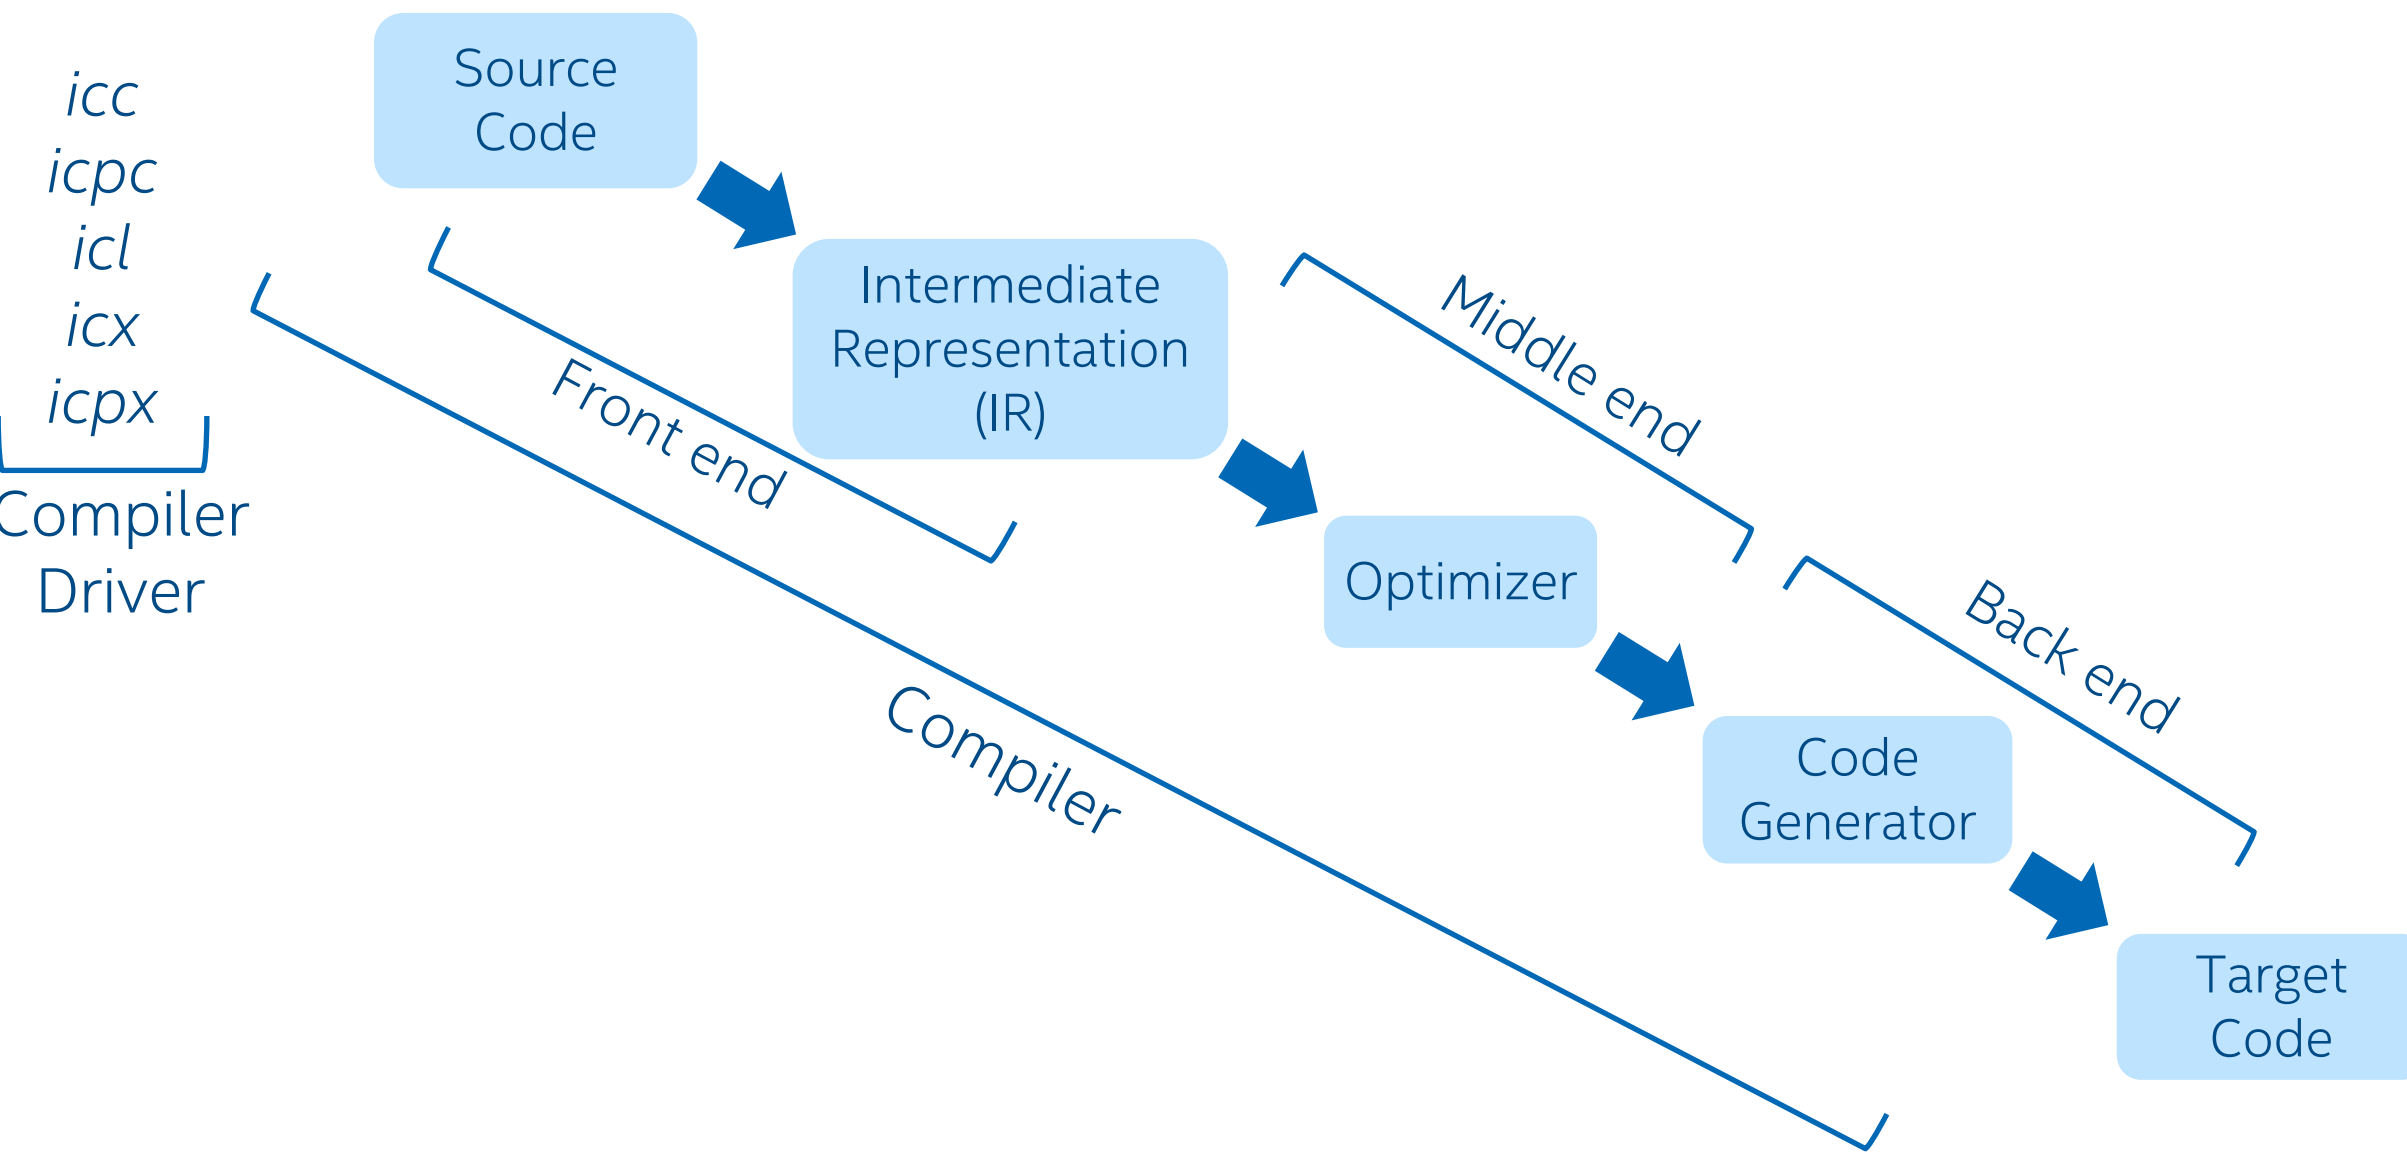 icc
icpc
icl
icx
icpx
Compiler
Driver
Source
Code
Intermediate
Representation
(IR)
Front end
Middle end
Compiler
Optimizer
Back end
Code
Generator
Target
Code